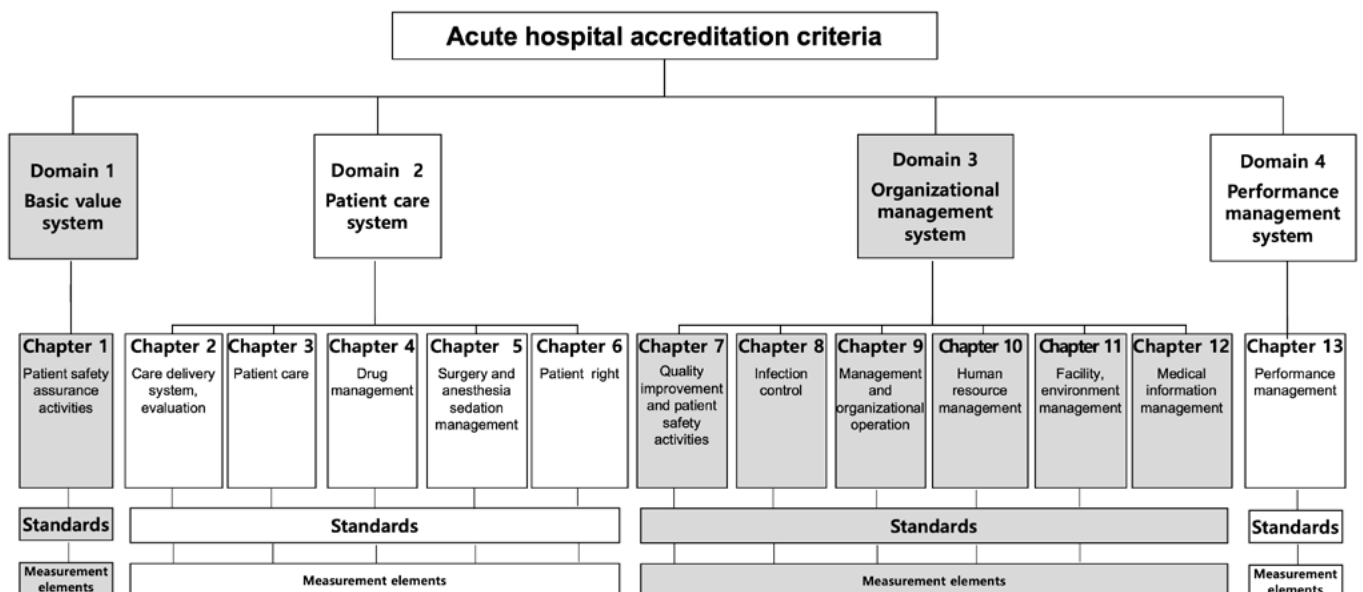 Acute hospital accreditation criteria
Domain 1
Basic value
system
Domain 2
Patient care
system
Domain 3
Organizational
management
system
Domain 4
Performance
management
system
Chapter 1
Patient safety
assurance
activities
Chapter 2
Care delivery
system,
evaluation
Chapter 3
Patient care
Chapter 4
Drug
management
Chapter 5
Surgery and
anesthesia
sedation
management
Chapter 6
Patient right
Chapter 7
Quality
improvement
and patient
safety
activities
Chapter 8
Infection
control
Chapter 9
Management
and
organizational
operation
Chapter 10
Human
resource
management
Chapter 11
Facility,
environment
management
Chapter 12
Medical
information
management
Chapter 13
Performance
management
Standards
Standards
Standards
Standards
Measurement
elements
Measurement elements
Measurement elements
Measurement
elements